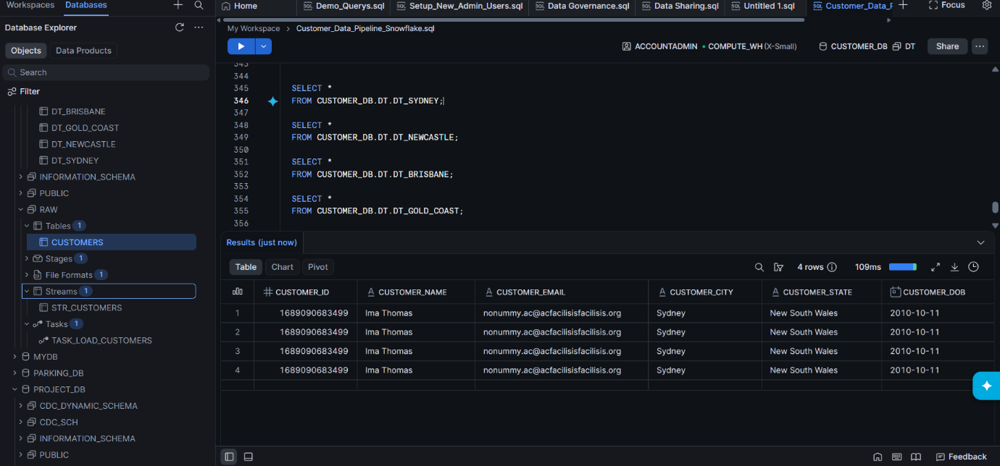 Workspaces Databases
Home Demo_Querys.sql Setup_New_Admin_Users.sql Data Governance.sql Data Sharing.sql Untitled 1.sql Customer_Data_F Focus
Database Explorer
My Workspace > Customer_Data_Pipeline_Snowflake.sql
Objects Data Products
ACCOUNTADMIN • COMPUTE_WH (X-Small) CUSTOMER_DB DT Share
Search
Filter
DT_BRISBANE
DT_GOLD_COAST
DT_NEWCASTLE
DT_SYDNEY
INFORMATION_SCHEMA
PUBLIC
RAW
Tables 1
CUSTOMERS
Stages 1
File Formats 1
Streams 1
STR_CUSTOMERS
Tasks 1
TASK_LOAD_CUSTOMERS
MYDB
PARKING_DB
PROJECT_DB
CDC_DYNAMIC_SCHEMA
CDC_SCH
INFORMATION_SCHEMA
PUBLIC
343
344
345 SELECT *
346 FROM CUSTOMER_DB.DT.DT_SYDNEY;
347
348 SELECT *
349 FROM CUSTOMER_DB.DT.DT_NEWCASTLE;
350
351 SELECT *
352 FROM CUSTOMER_DB.DT.DT_BRISBANE;
353
354 SELECT *
355 FROM CUSTOMER_DB.DT.DT_GOLD_COAST;
356
Results (just now)
Table Chart Pivot 4 rows 109ms
CUSTOMER_ID CUSTOMER_NAME CUSTOMER_EMAIL CUSTOMER_CITY CUSTOMER_STATE CUSTOMER_DOB
1 1689090683499 Ima Thomas nonummy.ac@acfacilisisfacilisis.org Sydney New South Wales 2010-10-11
2 1689090683499 Ima Thomas nonummy.ac@acfacilisisfacilisis.org Sydney New South Wales 2010-10-11
3 1689090683499 Ima Thomas nonummy.ac@acfacilisisfacilisis.org Sydney New South Wales 2010-10-11
4 1689090683499 Ima Thomas nonummy.ac@acfacilisisfacilisis.org Sydney New South Wales 2010-10-11
Feedback